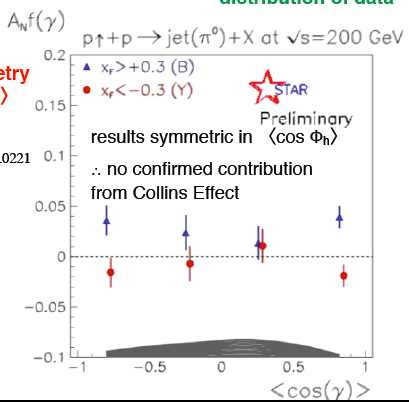 distribution of data
A_N f(γ)
p↑+p → jet(π⁰)+X at √s=200 GeV
etry
⟩
.0221
▲ x_F>+0.3 (B)
● x_F<−0.3 (Y)
STAR
Preliminary
results symmetric in ⟨cos Φ_h⟩
∴ no confirmed contribution
from Collins Effect
0.2
0.15
0.1
0.05
0
−0.05
−0.1
−1 −0.5 0 0.5 1
<cos(γ)>